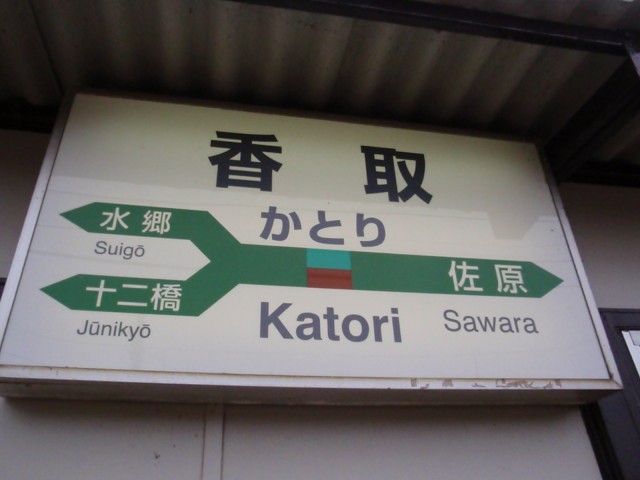 香取
かとり
水郷
Suigō
十二橋
Jūnikyō
佐原
Katori
Sawara